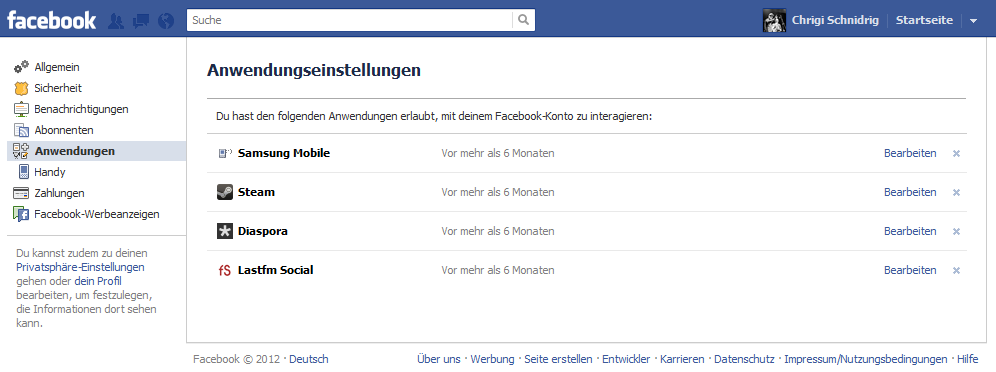 facebook Suche Chrigi Schnidrig Startseite
Allgemein
Sicherheit
Benachrichtigungen
Abonnenten
Anwendungen
Handy
Zahlungen
Facebook-Werbeanzeigen
Du kannst zudem zu deinen
Privatsphäre-Einstellungen
gehen oder dein Profil
bearbeiten, um festzulegen,
die Informationen dort sehen
kann.
Anwendungseinstellungen
Du hast den folgenden Anwendungen erlaubt, mit deinem Facebook-Konto zu interagieren:
Samsung Mobile Vor mehr als 6 Monaten Bearbeiten ×
Steam Vor mehr als 6 Monaten Bearbeiten ×
Diaspora Vor mehr als 6 Monaten Bearbeiten ×
fS Lastfm Social Vor mehr als 6 Monaten Bearbeiten ×
Facebook © 2012 · Deutsch Über uns · Werbung · Seite erstellen · Entwickler · Karrieren · Datenschutz · Impressum/Nutzungsbedingungen · Hilfe